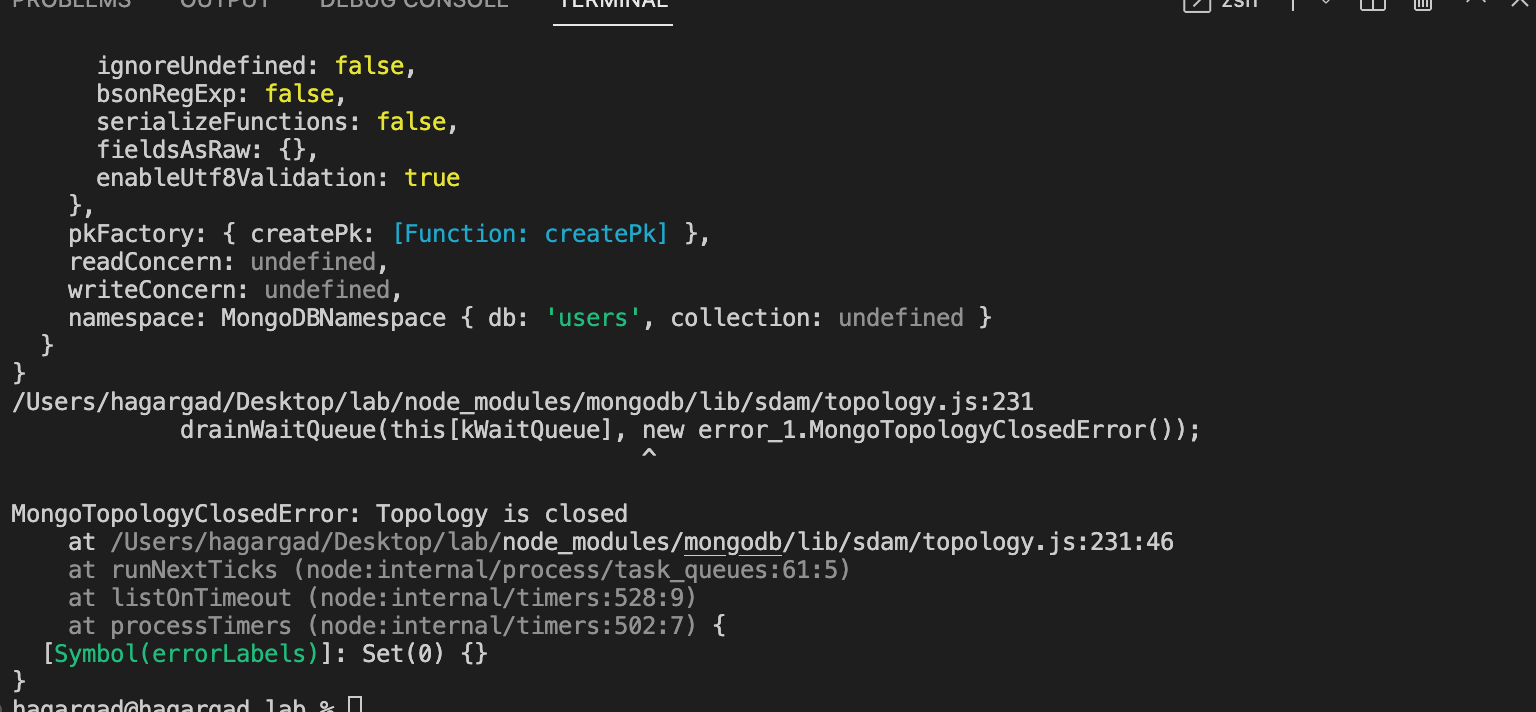 PROBLEMS OUTPUT DEBUG CONSOLE TERMINAL zsh
ignoreUndefined: false,
bsonRegExp: false,
serializeFunctions: false,
fieldsAsRaw: {},
enableUtf8Validation: true
},
pkFactory: { createPk: [Function: createPk] },
readConcern: undefined,
writeConcern: undefined,
namespace: MongoDBNamespace { db: 'users', collection: undefined }
}
}
/Users/hagargad/Desktop/lab/node_modules/mongodb/lib/sdam/topology.js:231
drainWaitQueue(this[kWaitQueue], new error_1.MongoTopologyClosedError());
^
MongoTopologyClosedError: Topology is closed
at /Users/hagargad/Desktop/lab/node_modules/mongodb/lib/sdam/topology.js:231:46
at runNextTicks (node:internal/process/task_queues:61:5)
at listOnTimeout (node:internal/timers:528:9)
at processTimers (node:internal/timers:502:7) {
[Symbol(errorLabels)]: Set(0) {}
}
hagargad@hagargad lab %